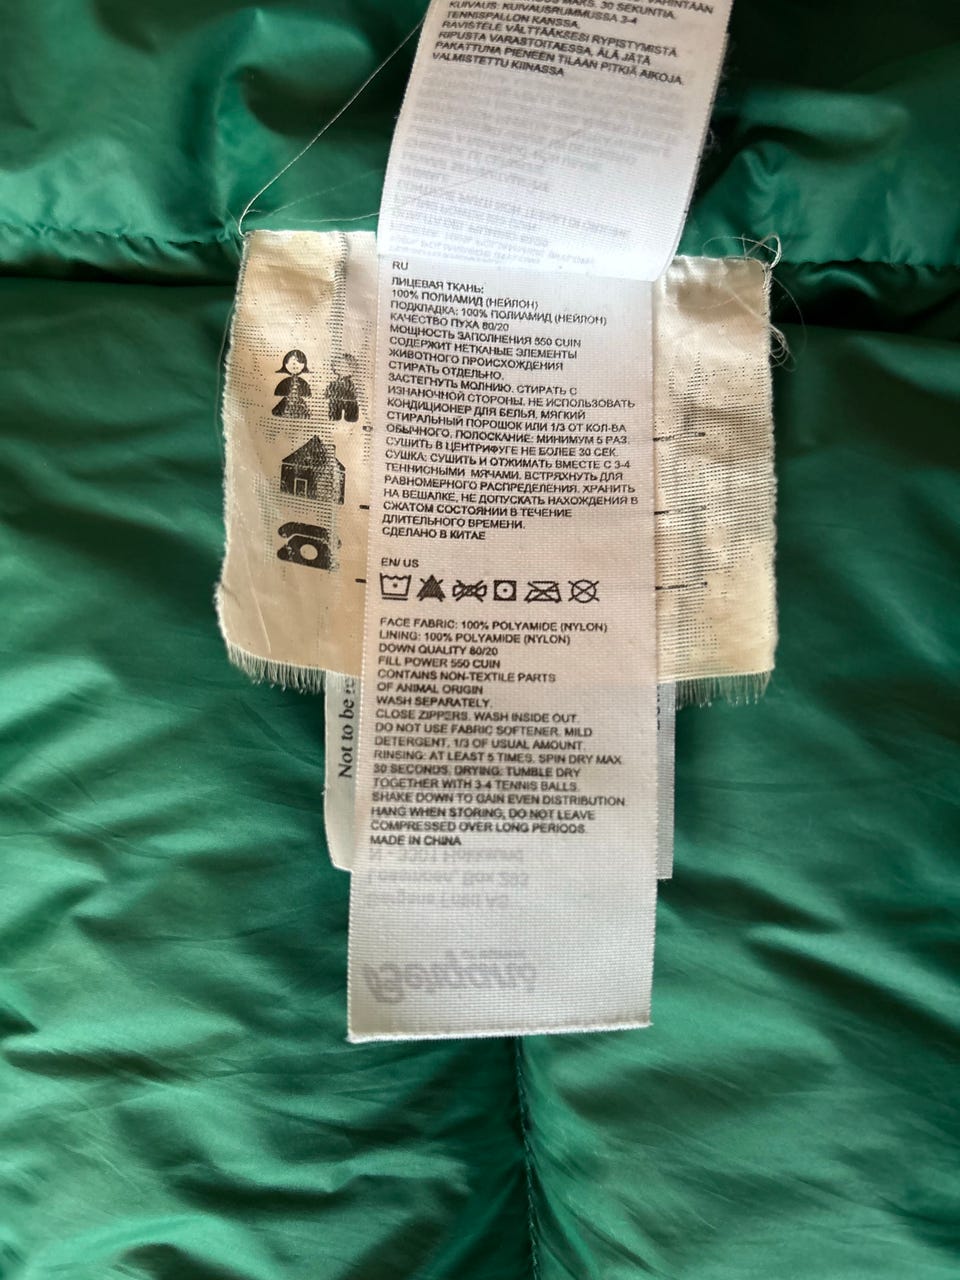 MAKS. 30 SEKUNTIA.
KUIVAUS: KUIVAUSRUMMUSSA 3-4
TENNISPALLON KANSSA.
RAVISTELE VÄLTTÄÄKSESI RYPISTYMISTÄ
RIPUSTA VARASTOITAESSA, ÄLÄ JÄTÄ
PAKATTUNA PIENEEN TILAAN PITKIÄ AIKOJA.
VALMISTETTU KIINASSA
RU
ЛИЦЕВАЯ ТКАНЬ:
100% ПОЛИАМИД (НЕЙЛОН)
ПОДКЛАДКА: 100% ПОЛИАМИД (НЕЙЛОН)
КАЧЕСТВО ПУХА 80/20
МОЩНОСТЬ ЗАПОЛНЕНИЯ 550 CUIN
СОДЕРЖИТ НЕТКАНЫЕ ЭЛЕМЕНТЫ
ЖИВОТНОГО ПРОИСХОЖДЕНИЯ
СТИРАТЬ ОТДЕЛЬНО.
ЗАСТЕГНУТЬ МОЛНИЮ. СТИРАТЬ С
ИЗНАНОЧНОЙ СТОРОНЫ. НЕ ИСПОЛЬЗОВАТЬ
КОНДИЦИОНЕР ДЛЯ БЕЛЬЯ. МЯГКИЙ
СТИРАЛЬНЫЙ ПОРОШОК ИЛИ 1/3 ОТ КОЛ-ВА
ОБЫЧНОГО. ПОЛОСКАНИЕ: МИНИМУМ 5 РАЗ.
СУШИТЬ В ЦЕНТРИФУГЕ НЕ БОЛЕЕ 30 СЕК.
СУШКА: СУШИТЬ И ОТЖИМАТЬ ВМЕСТЕ С 3-4
ТЕННИСНЫМИ МЯЧАМИ. ВСТРЯХНУТЬ ДЛЯ
РАВНОМЕРНОГО РАСПРЕДЕЛЕНИЯ. ХРАНИТЬ
НА ВЕШАЛКЕ, НЕ ДОПУСКАТЬ НАХОЖДЕНИЯ В
СЖАТОМ СОСТОЯНИИ В ТЕЧЕНИЕ
ДЛИТЕЛЬНОГО ВРЕМЕНИ.
СДЕЛАНО В КИТАЕ
EN/ US
FACE FABRIC: 100% POLYAMIDE (NYLON)
LINING: 100% POLYAMIDE (NYLON)
DOWN QUALITY 80/20
FILL POWER 550 CUIN
CONTAINS NON-TEXTILE PARTS
OF ANIMAL ORIGIN
WASH SEPARATELY.
CLOSE ZIPPERS. WASH INSIDE OUT.
DO NOT USE FABRIC SOFTENER. MILD
DETERGENT, 1/3 OF USUAL AMOUNT.
RINSING: AT LEAST 5 TIMES. SPIN DRY MAX
30 SECONDS. DRYING: TUMBLE DRY
TOGETHER WITH 3-4 TENNIS BALLS.
SHAKE DOWN TO GAIN EVEN DISTRIBUTION.
HANG WHEN STORING, DO NOT LEAVE
COMPRESSED OVER LONG PERIODS.
MADE IN CHINA
Not to be